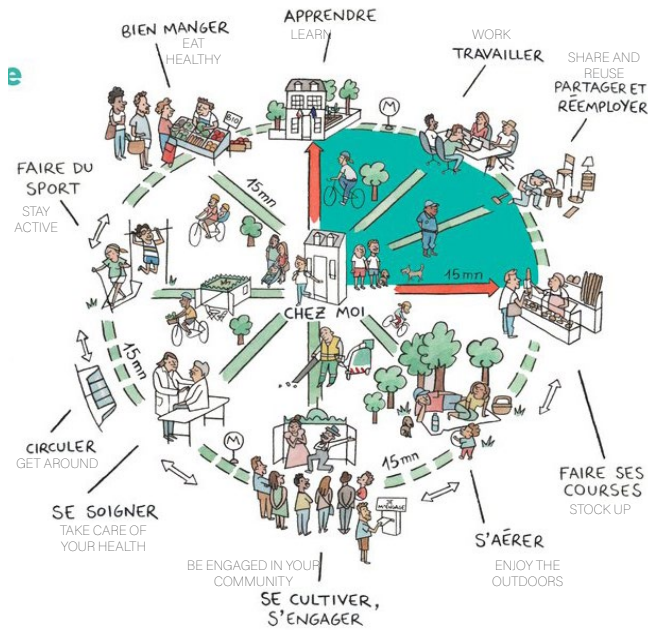 APPRENDRE
LEARN
BIEN MANGER
EAT
HEALTHY
WORK
TRAVAILLER
SHARE AND
REUSE
PARTAGER ET
RÉEMPLOYER
e
M
BIO
FAIRE DU
SPORT
STAY
ACTIVE
15mn
15mn
CHEZ MOI
15mn
CIRCULER
GET AROUND
M
15mn
SE SOIGNER
TAKE CARE OF
YOUR HEALTH
JE
M'ENGAGE
FAIRE SES
COURSES
STOCK UP
S'AÉRER
ENJOY THE
OUTDOORS
BE ENGAGED IN YOUR
COMMUNITY
SE CULTIVER,
S'ENGAGER